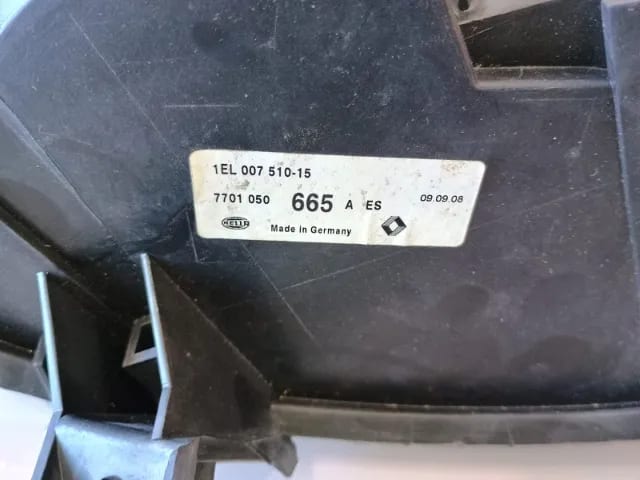 1EL 007 510-15
7701 050 665 A ES 09.09.08
HELLA Made in Germany